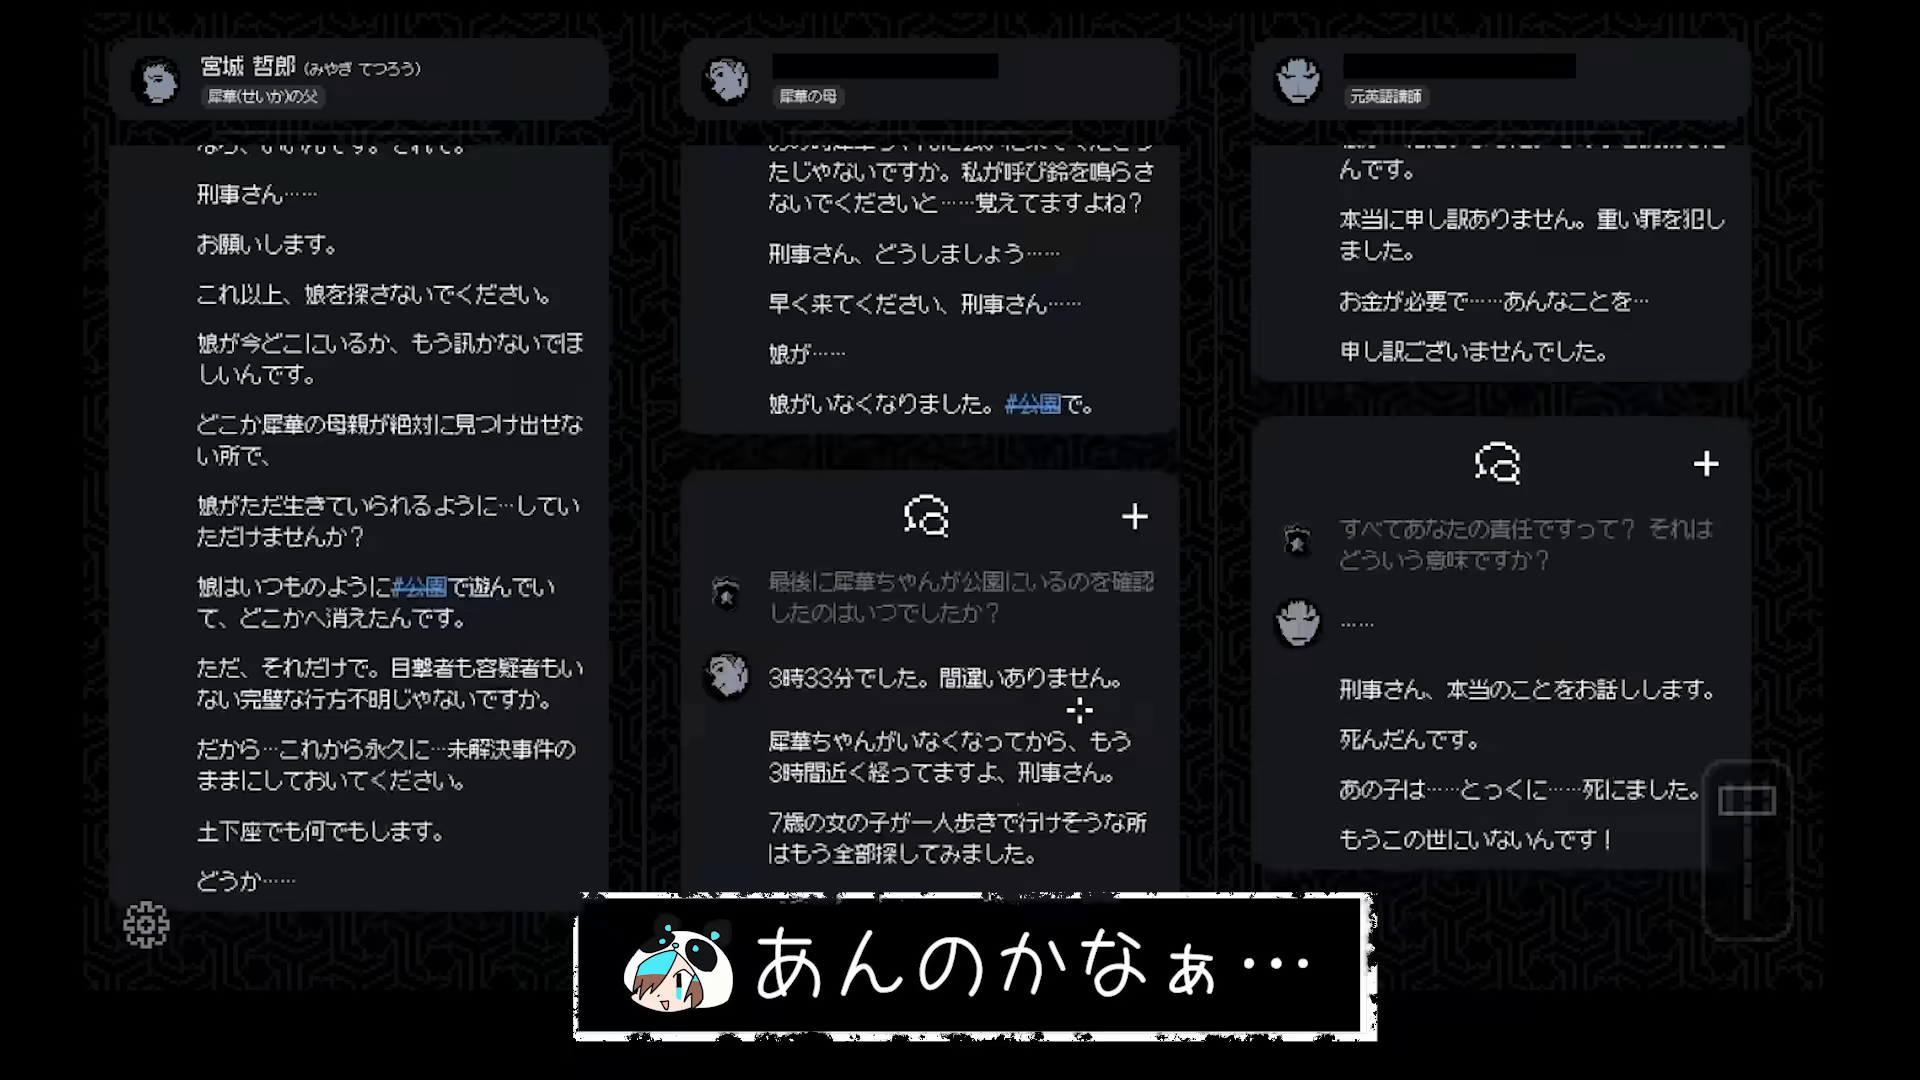 宮城 哲郎 (みやぎ てつろう)
犀華(せいか)の父
刑事さん……
お願いします。
これ以上、娘を探さないでください。
娘が今どこにいるか、もう訊かないでほ
しいんです。
どこか犀華の母親が絶対に見つけ出せな
い所で、
娘がただ生きていられるように…してい
ただけませんか？
娘はいつものように#公園で遊んでい
て、どこかへ消えたんです。
ただ、それだけで。目撃者も容疑者もい
ない完璧な行方不明じゃないですか。
だから…これから永久に…未解決事件の
ままにしておいてください。
土下座でも何でもします。
どうか……
犀華の母
たじゃないですか。私が呼び鈴を鳴らさ
ないでくださいと……覚えてますよね？
刑事さん、どうしましょう……
早く来てください、刑事さん……
娘が……
娘がいなくなりました。#公園で。
最後に犀華ちゃんが公園にいるのを確認
したのはいつでしたか？
3時33分でした。間違いありません。
犀華ちゃんがいなくなってから、もう
3時間近く経ってますよ、刑事さん。
7歳の女の子が一人歩きで行けそうな所
はもう全部探してみました。
元英語講師
んです。
本当に申し訳ありません。重い罪を犯し
ました。
お金が必要で……あんなことを…
申し訳ございませんでした。
すべてあなたの責任ですって？ それは
どういう意味ですか？
……
刑事さん、本当のことをお話しします。
死んだんです。
あの子は……とっくに……死にました。
もうこの世にいないんです！
あんのかなぁ…